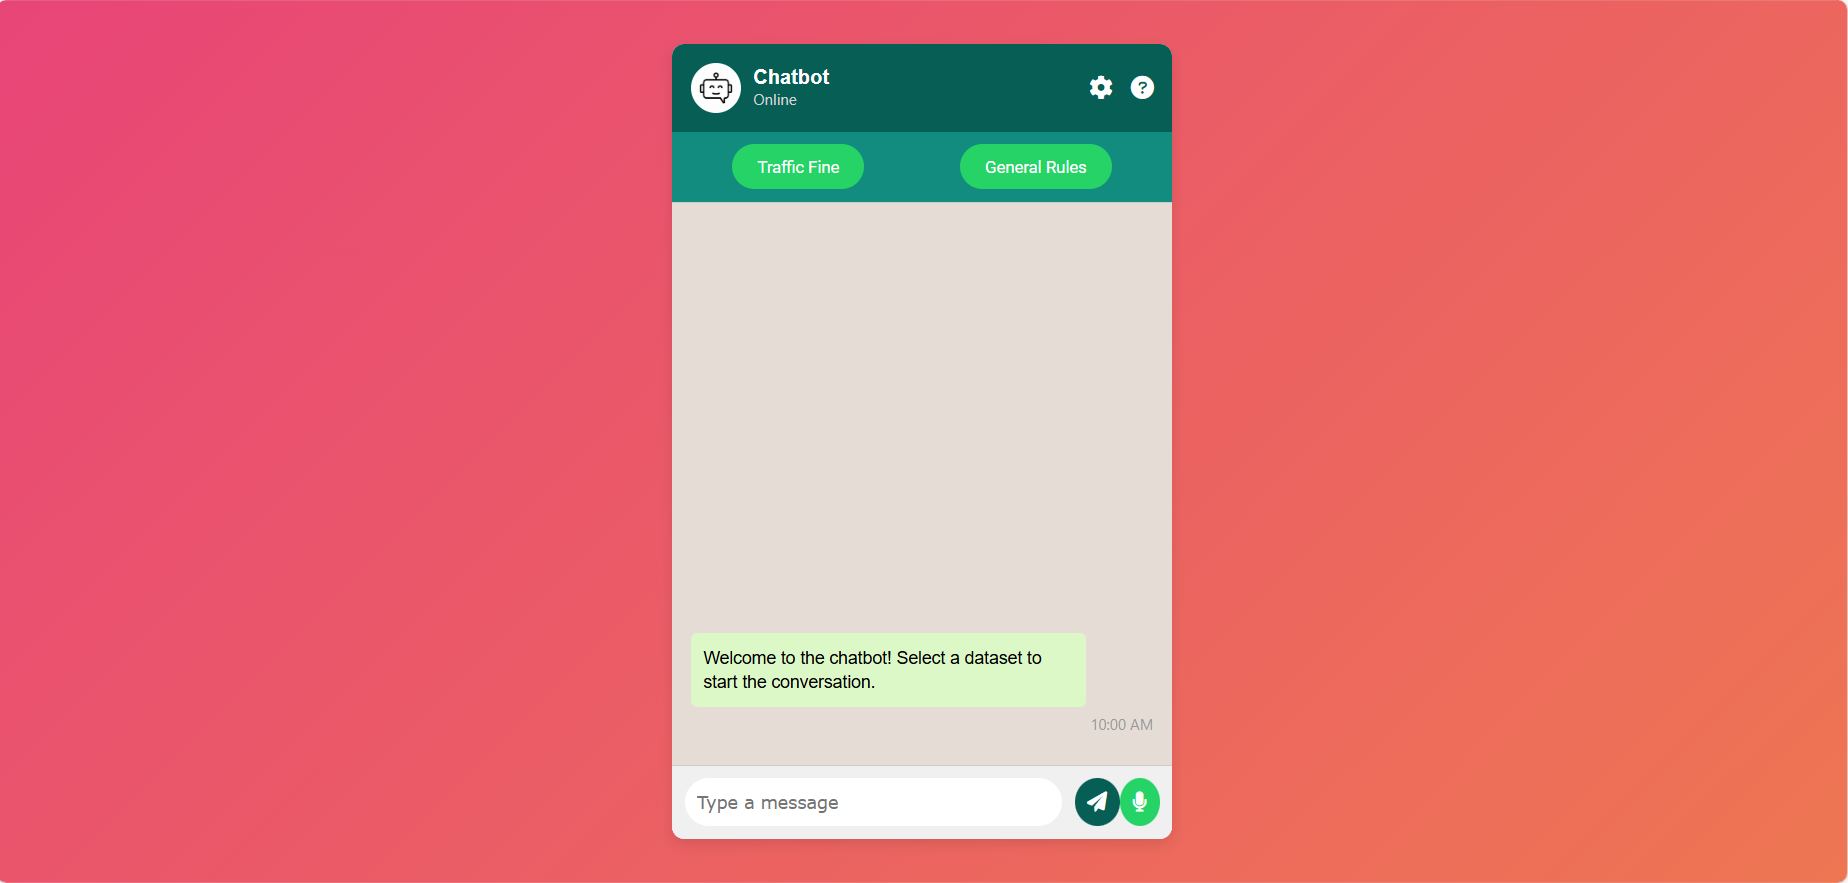 Chatbot
Online
?
Traffic Fine
General Rules
Welcome to the chatbot! Select a dataset to
start the conversation.
10:00 AM
Type a message